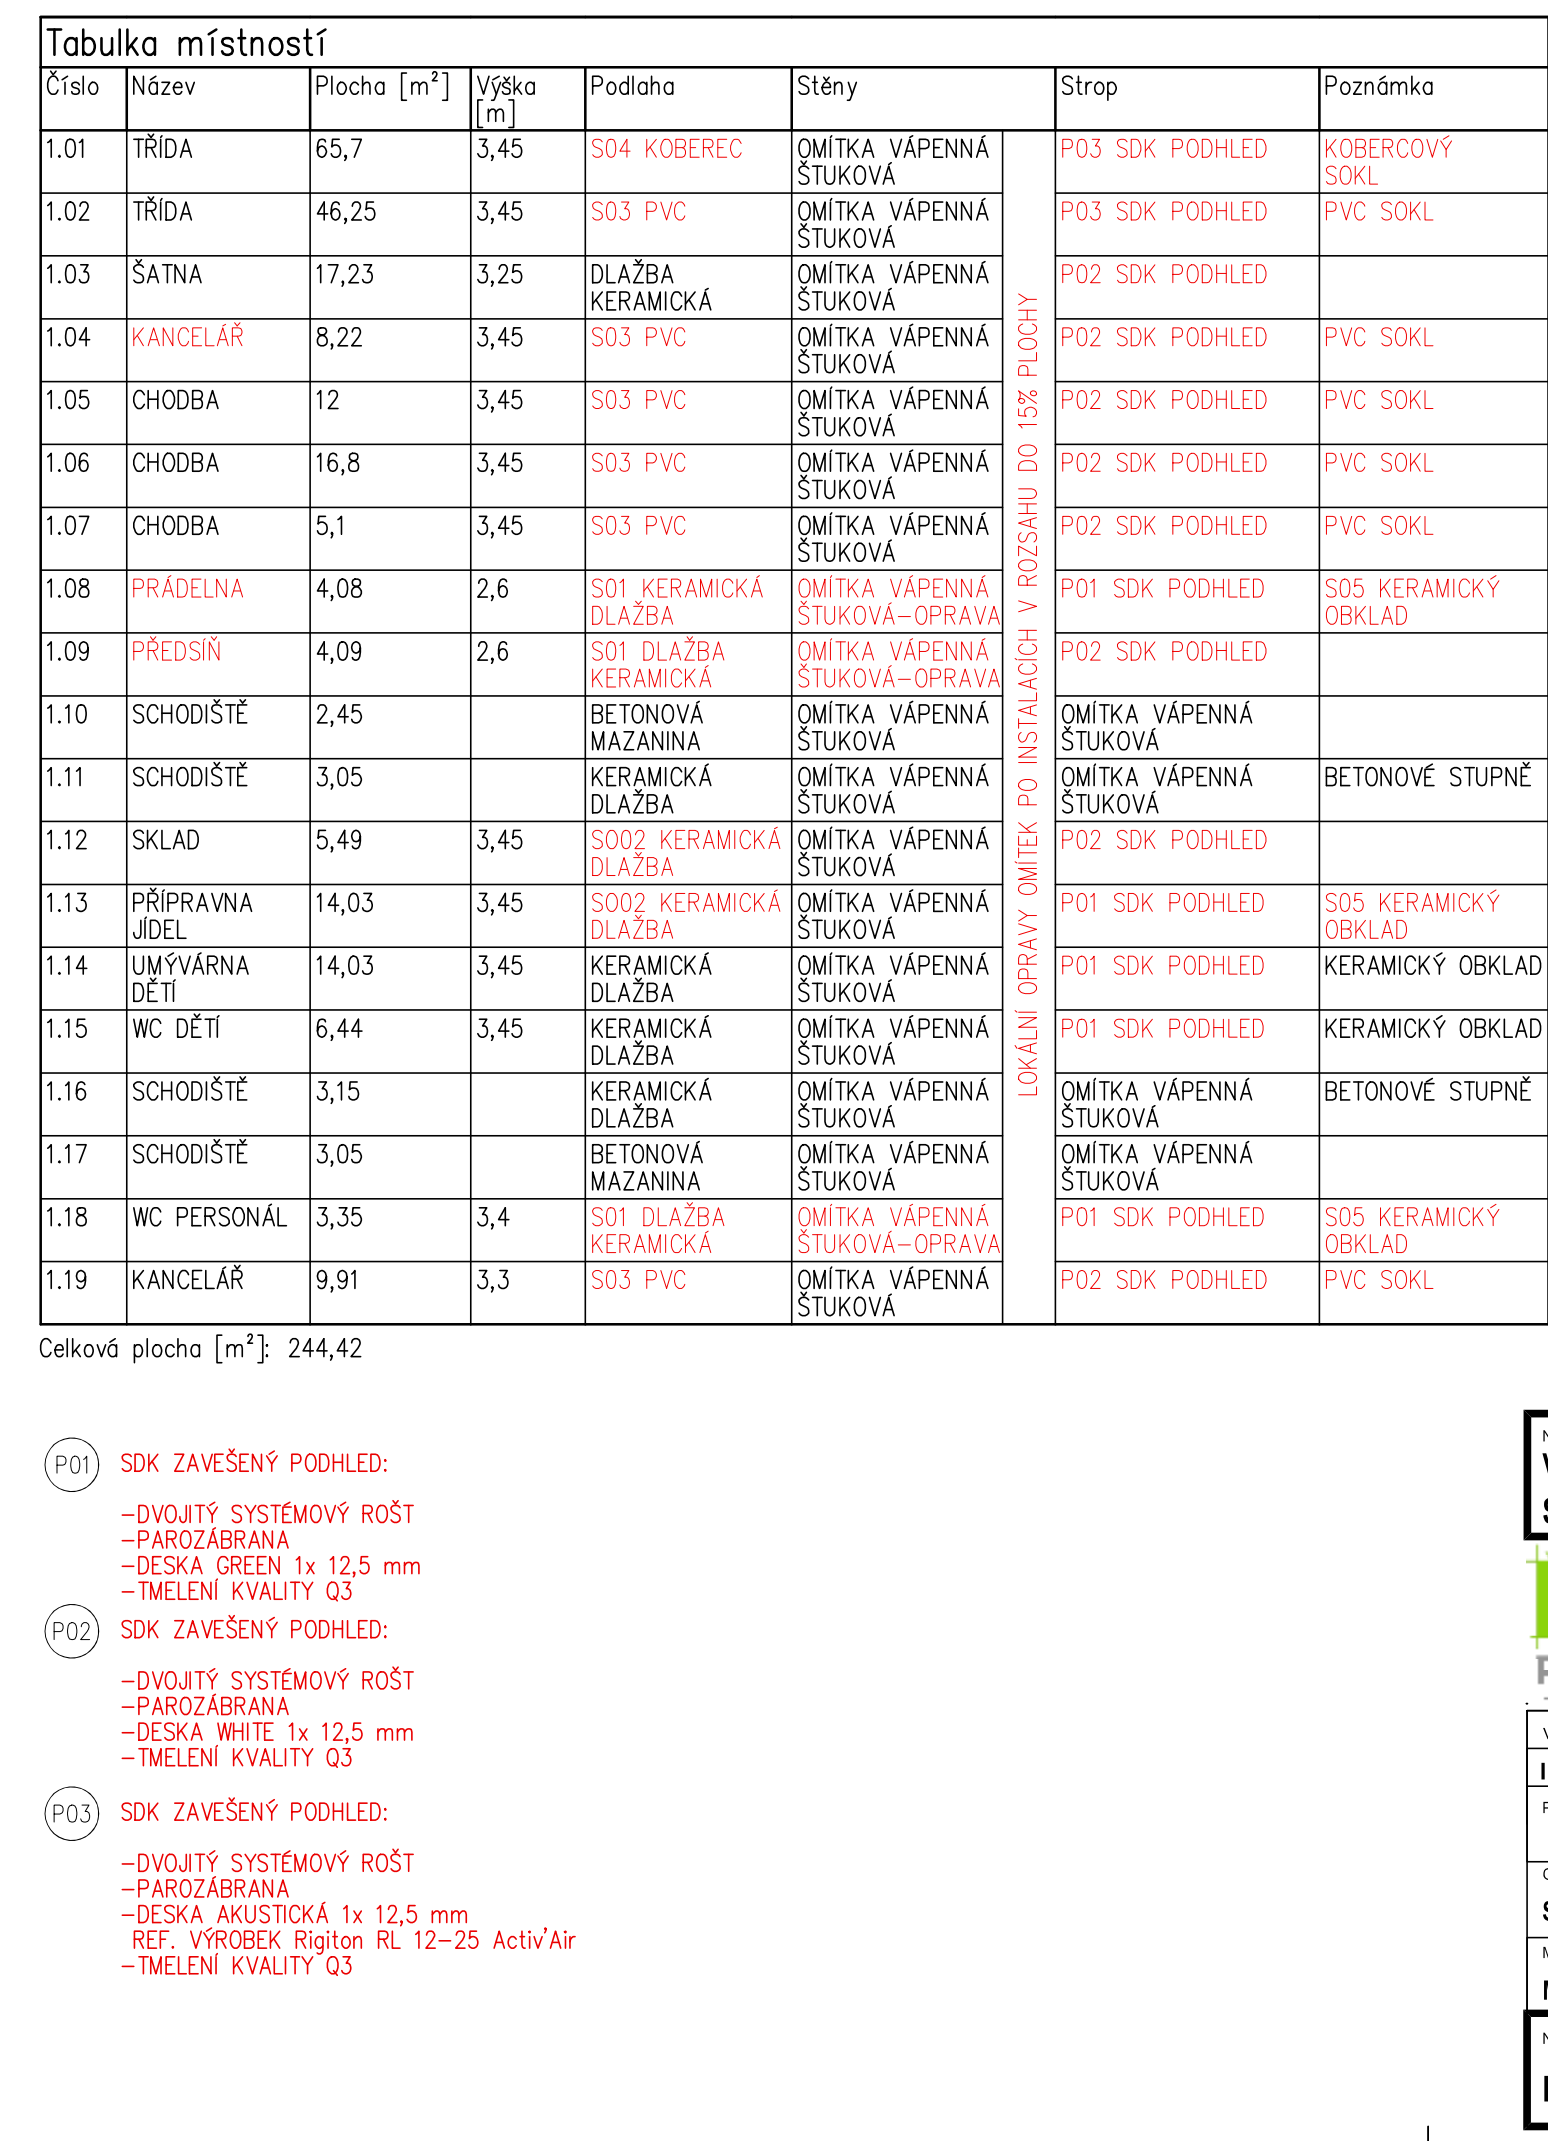 Tabulka místností
Číslo Název Plocha [m²] Výška [m] Podlaha Stěny Strop Poznámka
1.01 TŘÍDA 65,7 3,45 S04 KOBEREC OMÍTKA VÁPENNÁ ŠTUKOVÁ P03 SDK PODHLED KOBERCOVÝ SOKL
1.02 TŘÍDA 46,25 3,45 S03 PVC OMÍTKA VÁPENNÁ ŠTUKOVÁ P03 SDK PODHLED PVC SOKL
1.03 ŠATNA 17,23 3,25 DLAŽBA KERAMICKÁ OMÍTKA VÁPENNÁ ŠTUKOVÁ P02 SDK PODHLED
1.04 KANCELÁŘ 8,22 3,45 S03 PVC OMÍTKA VÁPENNÁ ŠTUKOVÁ P02 SDK PODHLED PVC SOKL
1.05 CHODBA 12 3,45 S03 PVC OMÍTKA VÁPENNÁ ŠTUKOVÁ P02 SDK PODHLED PVC SOKL
1.06 CHODBA 16,8 3,45 S03 PVC OMÍTKA VÁPENNÁ ŠTUKOVÁ P02 SDK PODHLED PVC SOKL
1.07 CHODBA 5,1 3,45 S03 PVC OMÍTKA VÁPENNÁ ŠTUKOVÁ P02 SDK PODHLED PVC SOKL
1.08 PRÁDELNA 4,08 2,6 S01 KERAMICKÁ DLAŽBA OMÍTKA VÁPENNÁ ŠTUKOVÁ-OPRAVA P01 SDK PODHLED S05 KERAMICKÝ OBKLAD
1.09 PŘEDSÍŇ 4,09 2,6 S01 DLAŽBA KERAMICKÁ OMÍTKA VÁPENNÁ ŠTUKOVÁ-OPRAVA P02 SDK PODHLED
1.10 SCHODIŠTĚ 2,45 BETONOVÁ MAZANINA OMÍTKA VÁPENNÁ ŠTUKOVÁ OMÍTKA VÁPENNÁ ŠTUKOVÁ
1.11 SCHODIŠTĚ 3,05 KERAMICKÁ DLAŽBA OMÍTKA VÁPENNÁ ŠTUKOVÁ OMÍTKA VÁPENNÁ ŠTUKOVÁ BETONOVÉ STUPNĚ
1.12 SKLAD 5,49 3,45 SO02 KERAMICKÁ DLAŽBA OMÍTKA VÁPENNÁ ŠTUKOVÁ P02 SDK PODHLED
1.13 PŘÍPRAVNA JÍDEL 14,03 3,45 SO02 KERAMICKÁ DLAŽBA OMÍTKA VÁPENNÁ ŠTUKOVÁ P01 SDK PODHLED S05 KERAMICKÝ OBKLAD
1.14 UMÝVÁRNA DĚTÍ 14,03 3,45 KERAMICKÁ DLAŽBA OMÍTKA VÁPENNÁ ŠTUKOVÁ P01 SDK PODHLED KERAMICKÝ OBKLAD
1.15 WC DĚTÍ 6,44 3,45 KERAMICKÁ DLAŽBA OMÍTKA VÁPENNÁ ŠTUKOVÁ P01 SDK PODHLED KERAMICKÝ OBKLAD
1.16 SCHODIŠTĚ 3,15 KERAMICKÁ DLAŽBA OMÍTKA VÁPENNÁ ŠTUKOVÁ OMÍTKA VÁPENNÁ ŠTUKOVÁ BETONOVÉ STUPNĚ
1.17 SCHODIŠTĚ 3,05 BETONOVÁ MAZANINA OMÍTKA VÁPENNÁ ŠTUKOVÁ OMÍTKA VÁPENNÁ ŠTUKOVÁ
1.18 WC PERSONÁL 3,35 3,4 S01 DLAŽBA KERAMICKÁ OMÍTKA VÁPENNÁ ŠTUKOVÁ-OPRAVA P01 SDK PODHLED S05 KERAMICKÝ OBKLAD
1.19 KANCELÁŘ 9,91 3,3 S03 PVC OMÍTKA VÁPENNÁ ŠTUKOVÁ P02 SDK PODHLED PVC SOKL
LOKÁLNÍ OPRAVY OMÍTEK PO INSTALACÍCH V ROZSAHU DO 15% PLOCHY
Celková plocha [m²]: 244,42
P01 SDK ZAVEŠENÝ PODHLED:
-DVOJITÝ SYSTÉMOVÝ ROŠT
-PAROZÁBRANA
-DESKA GREEN 1x 12,5 mm
-TMELENÍ KVALITY Q3
P02 SDK ZAVEŠENÝ PODHLED:
-DVOJITÝ SYSTÉMOVÝ ROŠT
-PAROZÁBRANA
-DESKA WHITE 1x 12,5 mm
-TMELENÍ KVALITY Q3
P03 SDK ZAVEŠENÝ PODHLED:
-DVOJITÝ SYSTÉMOVÝ ROŠT
-PAROZÁBRANA
-DESKA AKUSTICKÁ 1x 12,5 mm
REF. VÝROBEK Rigiton RL 12-25 Activ'Air
-TMELENÍ KVALITY Q3